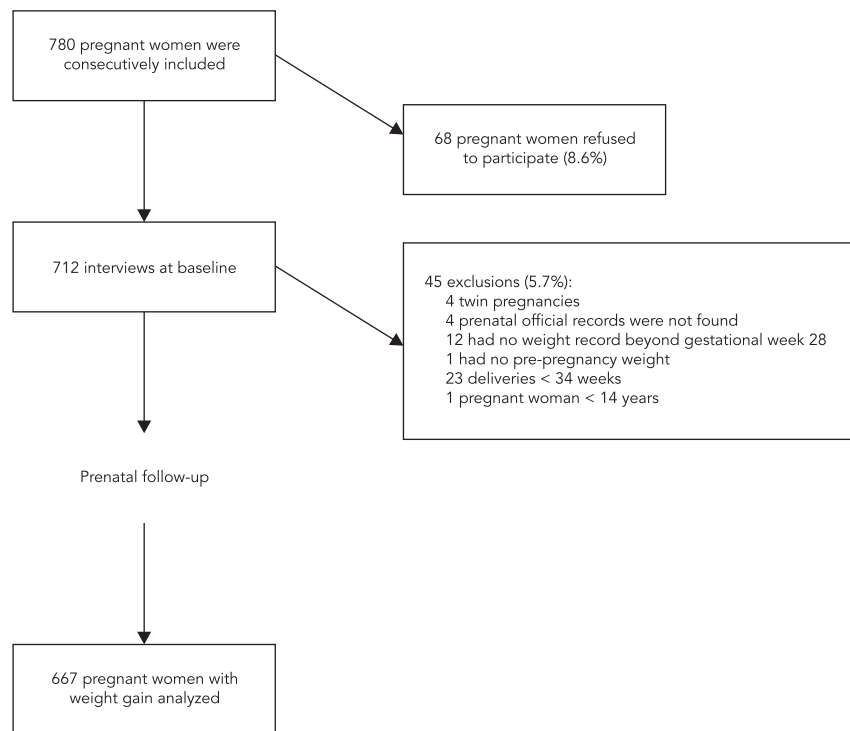 780 pregnant women were
consecutively included
68 pregnant women refused
to participate (8.6%)
712 interviews at baseline
45 exclusions (5.7%):
4 twin pregnancies
4 prenatal official records were not found
12 had no weight record beyond gestational week 28
1 had no pre-pregnancy weight
23 deliveries < 34 weeks
1 pregnant woman < 14 years
Prenatal follow-up
667 pregnant women with
weight gain analyzed